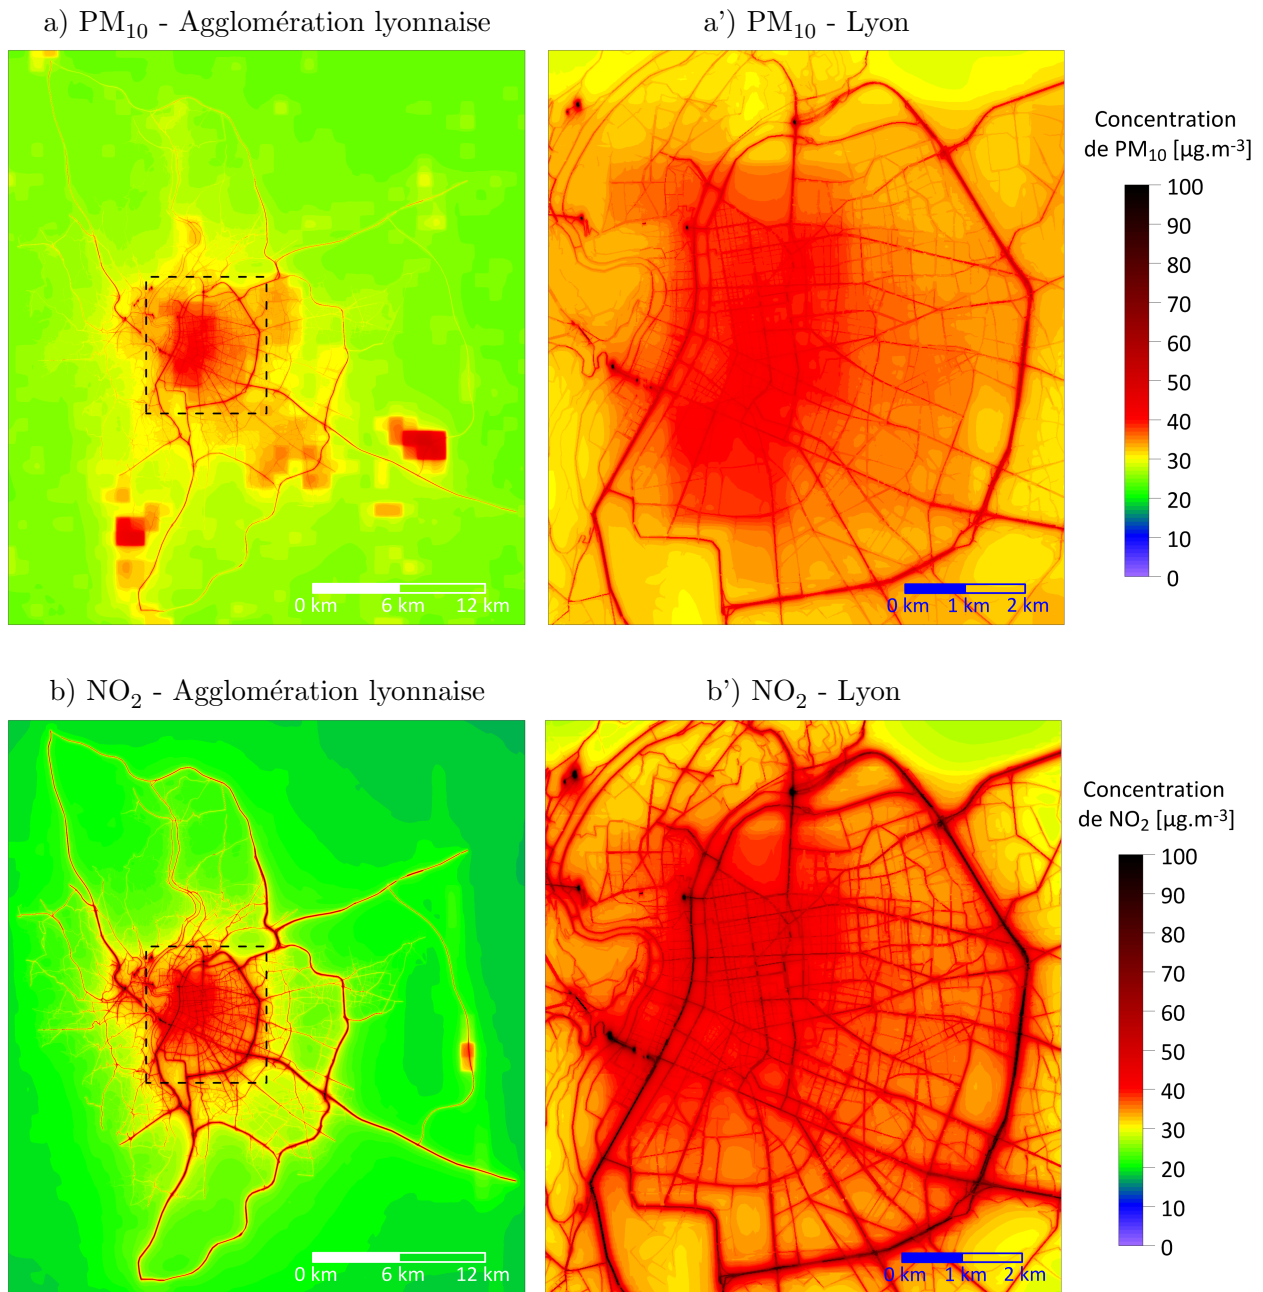 a) PM10 - Agglomération lyonnaise
a') PM10 - Lyon
Concentration
de PM10 [µg.m-3]
100
90
80
70
60
50
40
30
20
10
0
0 km 6 km 12 km
0 km 1 km 2 km
b) NO2 - Agglomération lyonnaise
b') NO2 - Lyon
Concentration
de NO2 [µg.m-3]
100
90
80
70
60
50
40
30
20
10
0
0 km 6 km 12 km
0 km 1 km 2 km